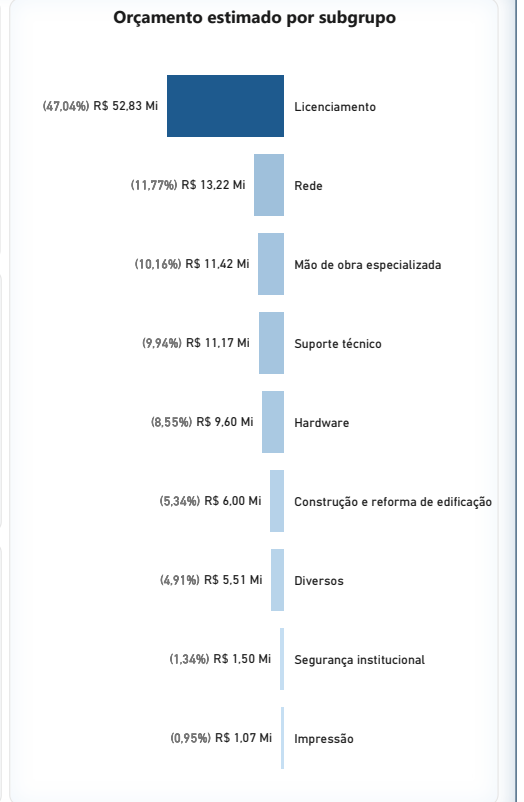 Orçamento estimado por subgrupo
(47,04%) R$ 52,83 Mi Licenciamento
(11,77%) R$ 13,22 Mi Rede
(10,16%) R$ 11,42 Mi Mão de obra especializada
(9,94%) R$ 11,17 Mi Suporte técnico
(8,55%) R$ 9,60 Mi Hardware
(5,34%) R$ 6,00 Mi Construção e reforma de edificação
(4,91%) R$ 5,51 Mi Diversos
(1,34%) R$ 1,50 Mi Segurança institucional
(0,95%) R$ 1,07 Mi Impressão